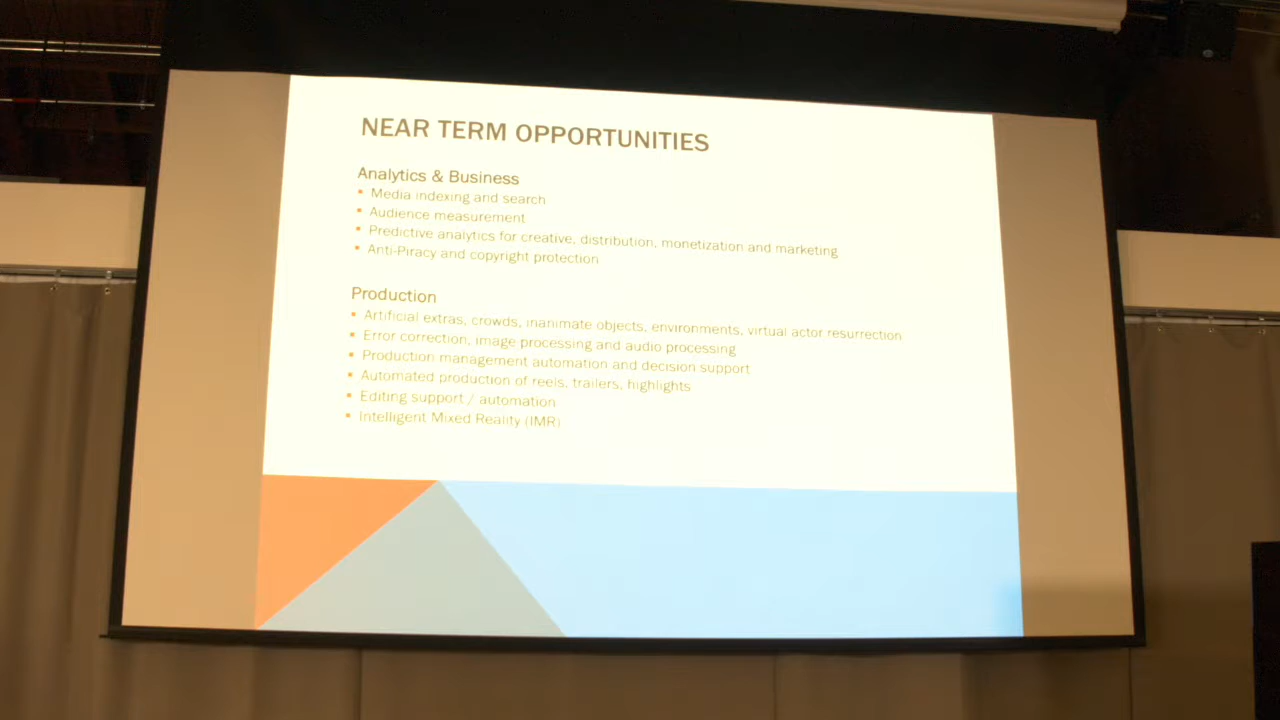 NEAR TERM OPPORTUNITIES
Analytics & Business
▪ Media indexing and search
▪ Audience measurement
▪ Predictive analytics for creative, distribution, monetization and marketing
▪ Anti-Piracy and copyright protection
Production
▪ Artificial extras, crowds, inanimate objects, environments, virtual actor resurrection
▪ Error correction, image processing and audio processing
▪ Production management automation and decision support
▪ Automated production of reels, trailers, highlights
▪ Editing support / automation
▪ Intelligent Mixed Reality (IMR)